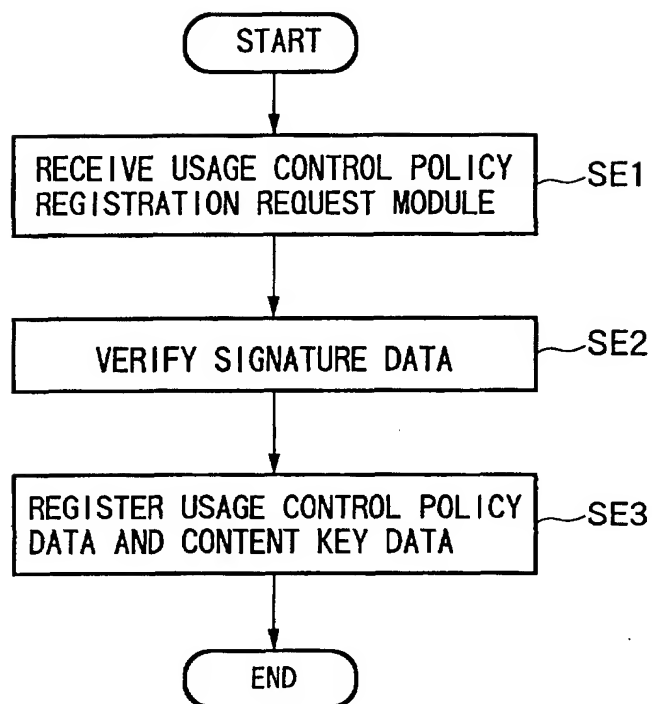 START
RECEIVE USAGE CONTROL POLICY
REGISTRATION REQUEST MODULE
SE1
VERIFY SIGNATURE DATA
SE2
REGISTER USAGE CONTROL POLICY
DATA AND CONTENT KEY DATA
SE3
END